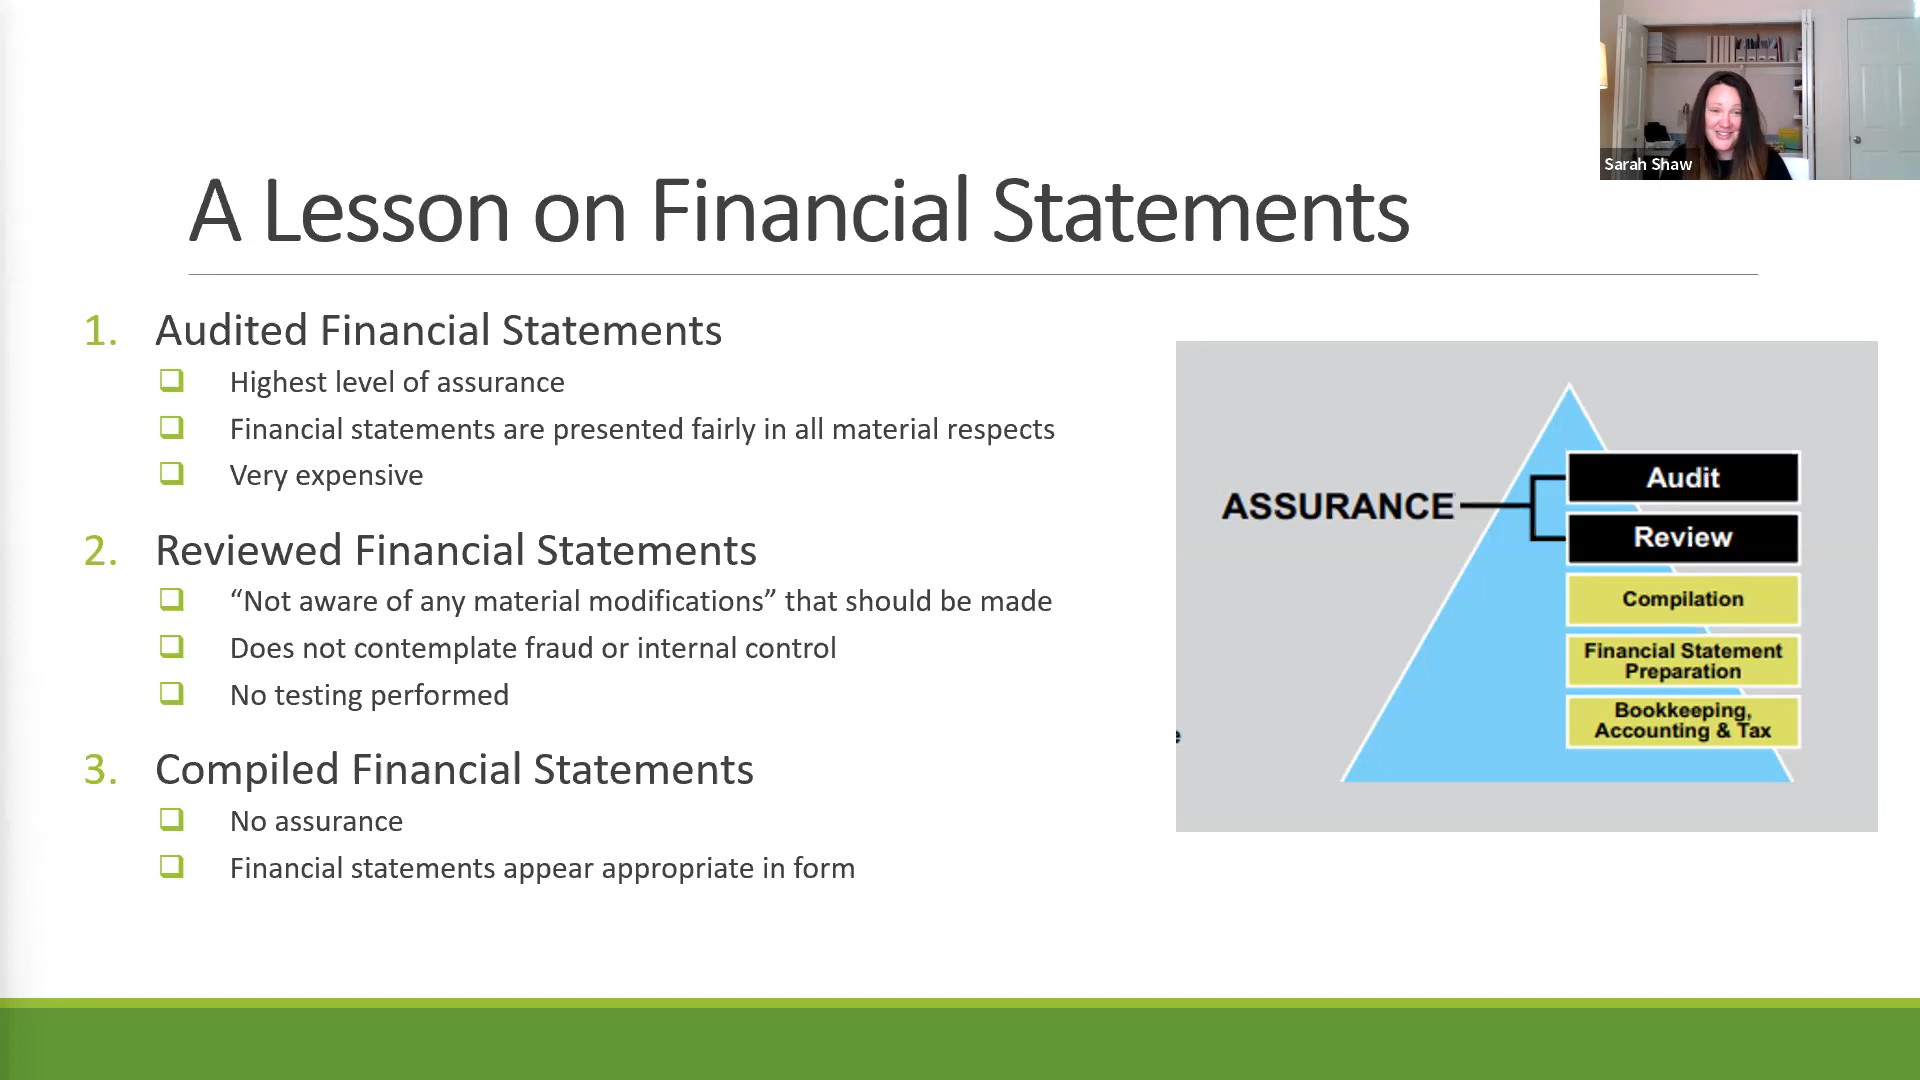 Sarah Shaw
A Lesson on Financial Statements
1. Audited Financial Statements
Highest level of assurance
Financial statements are presented fairly in all material respects
Very expensive
2. Reviewed Financial Statements
“Not aware of any material modifications” that should be made
Does not contemplate fraud or internal control
No testing performed
3. Compiled Financial Statements
No assurance
Financial statements appear appropriate in form
ASSURANCE
Audit
Review
Compilation
Financial Statement
Preparation
Bookkeeping,
Accounting & Tax